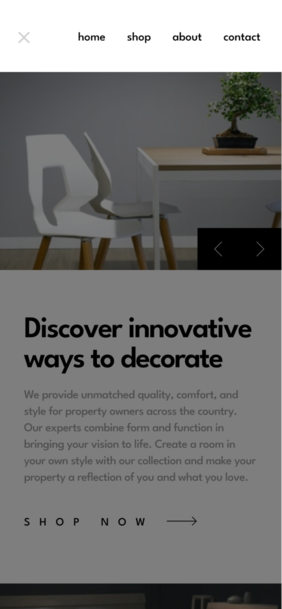 home shop about contact
Discover innovative
ways to decorate
We provide unmatched quality, comfort, and
style for property owners across the country.
Our experts combine form and function in
bringing your vision to life. Create a room in
your own style with our collection and make your
property a reflection of you and what you love.
SHOP NOW